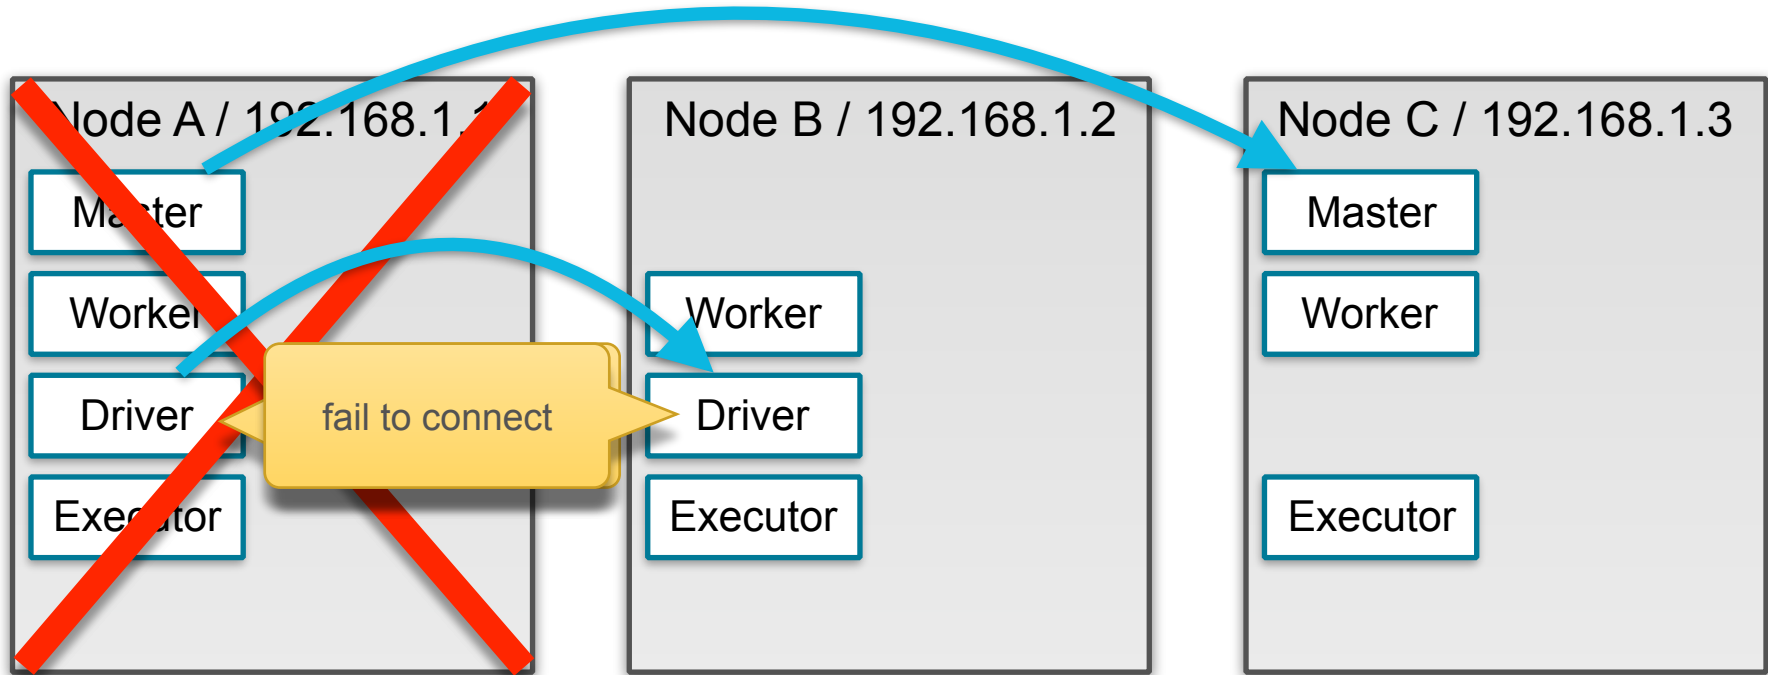 Node A / 192.168.1.1
Master
Worker
Driver
Executor
fail to connect
Node B / 192.168.1.2
Worker
Driver
Executor
Node C / 192.168.1.3
Master
Worker
Executor